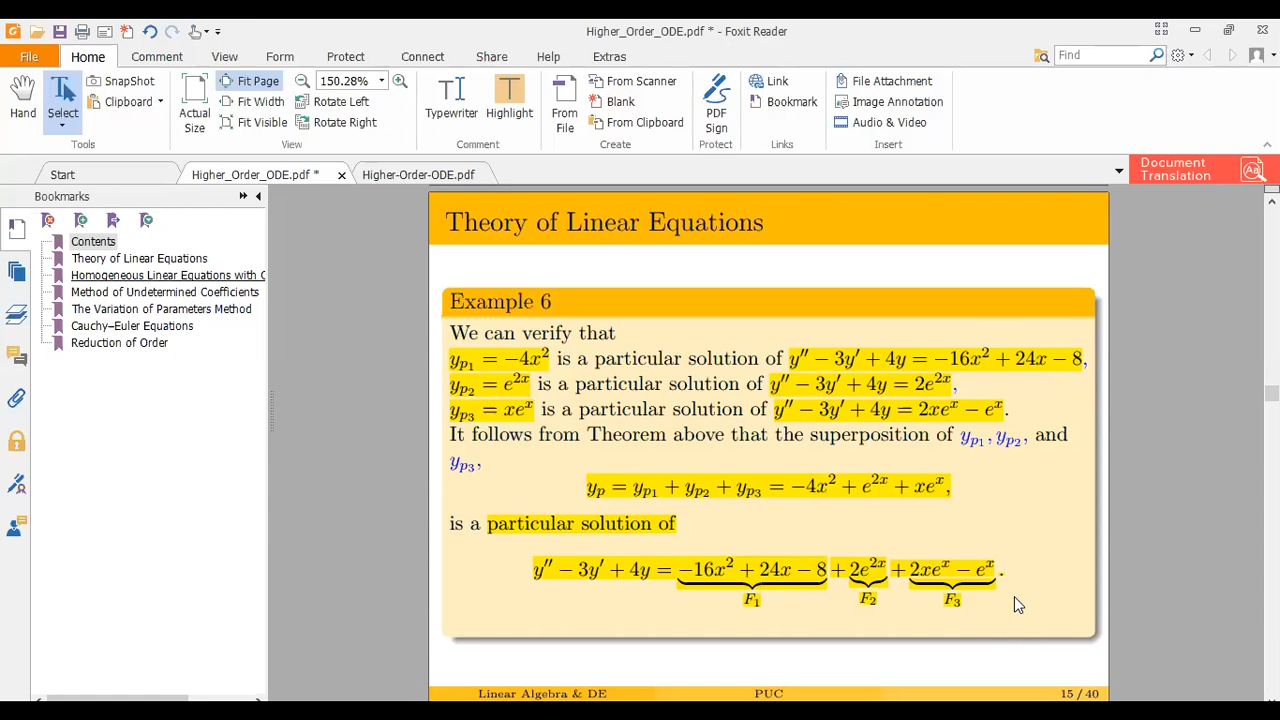 Higher_Order_ODE.pdf * - Foxit Reader
File Home Comment View Form Protect Connect Share Help Extras Find
SnapShot Fit Page 150.28% From Scanner Link File Attachment
Hand Select Clipboard Actual Size Fit Width Rotate Left Typewriter Highlight From File Blank PDF Sign Bookmark Image Annotation
Fit Visible Rotate Right From Clipboard Audio & Video
Tools View Comment Create Protect Links Insert
Start Higher_Order_ODE.pdf * Higher-Order-ODE.pdf Document Translation
Bookmarks
Contents
Theory of Linear Equations
Homogeneous Linear Equations with C
Method of Undetermined Coefficients
The Variation of Parameters Method
Cauchy–Euler Equations
Reduction of Order
Theory of Linear Equations
Example 6
We can verify that
y_{p_1} = −4x² is a particular solution of y'' − 3y' + 4y = −16x² + 24x − 8,
y_{p_2} = e^{2x} is a particular solution of y'' − 3y' + 4y = 2e^{2x},
y_{p_3} = xe^x is a particular solution of y'' − 3y' + 4y = 2xe^x − e^x.
It follows from Theorem above that the superposition of y_{p_1}, y_{p_2}, and
y_{p_3},
y_p = y_{p_1} + y_{p_2} + y_{p_3} = −4x² + e^{2x} + xe^x,
is a particular solution of
y'' − 3y' + 4y = −16x² + 24x − 8 + 2e^{2x} + 2xe^x − e^x.
F_1 F_2 F_3
Linear Algebra & DE PUC 15 / 40